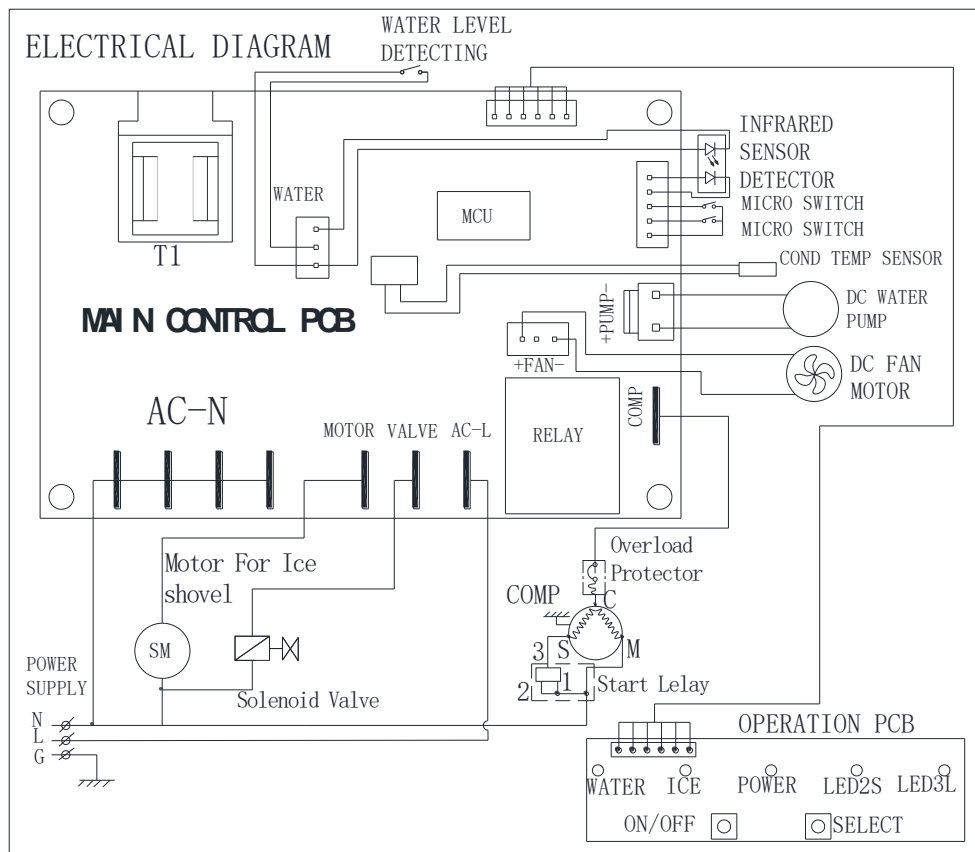 ELECTRICAL DIAGRAM
WATER LEVEL
DETECTING
INFRARED
SENSOR
DETECTOR
MICRO SWITCH
MICRO SWITCH
WATER
MCU
T1
COND TEMP SENSOR
+PUMP-
DC WATER
PUMP
MAIN CONTROL PCB
+FAN-
DC FAN
MOTOR
AC-N
MOTOR
VALVE
AC-L
RELAY
COMP
Motor For Ice
shovel
Overload
Protector
COMP
C
S
M
SM
3
1
2
Start Lelay
POWER
SUPPLY
Solenoid Valve
N
L
G
OPERATION PCB
WATER
ICE
POWER
LED2S
LED3L
ON/OFF
SELECT